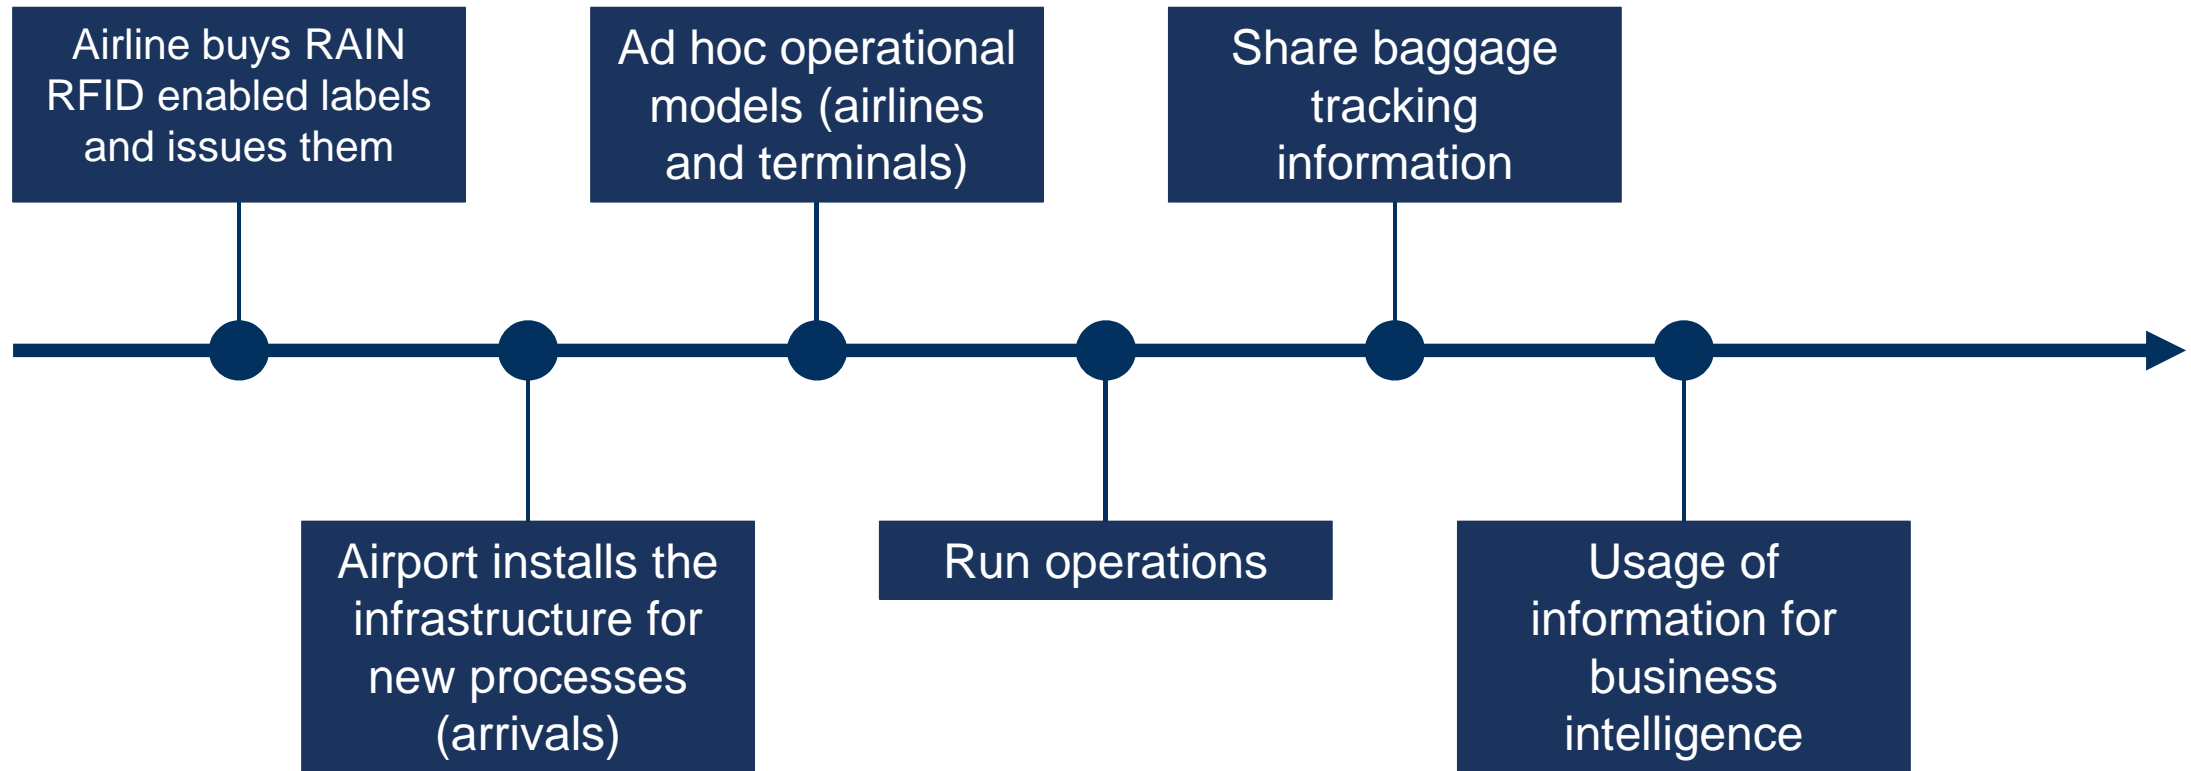 Airline buys RAIN
RFID enabled labels
and issues them
Ad hoc operational
models (airlines
and terminals)
Share baggage
tracking
information
Airport installs the
infrastructure for
new processes
(arrivals)
Run operations
Usage of
information for
business
intelligence